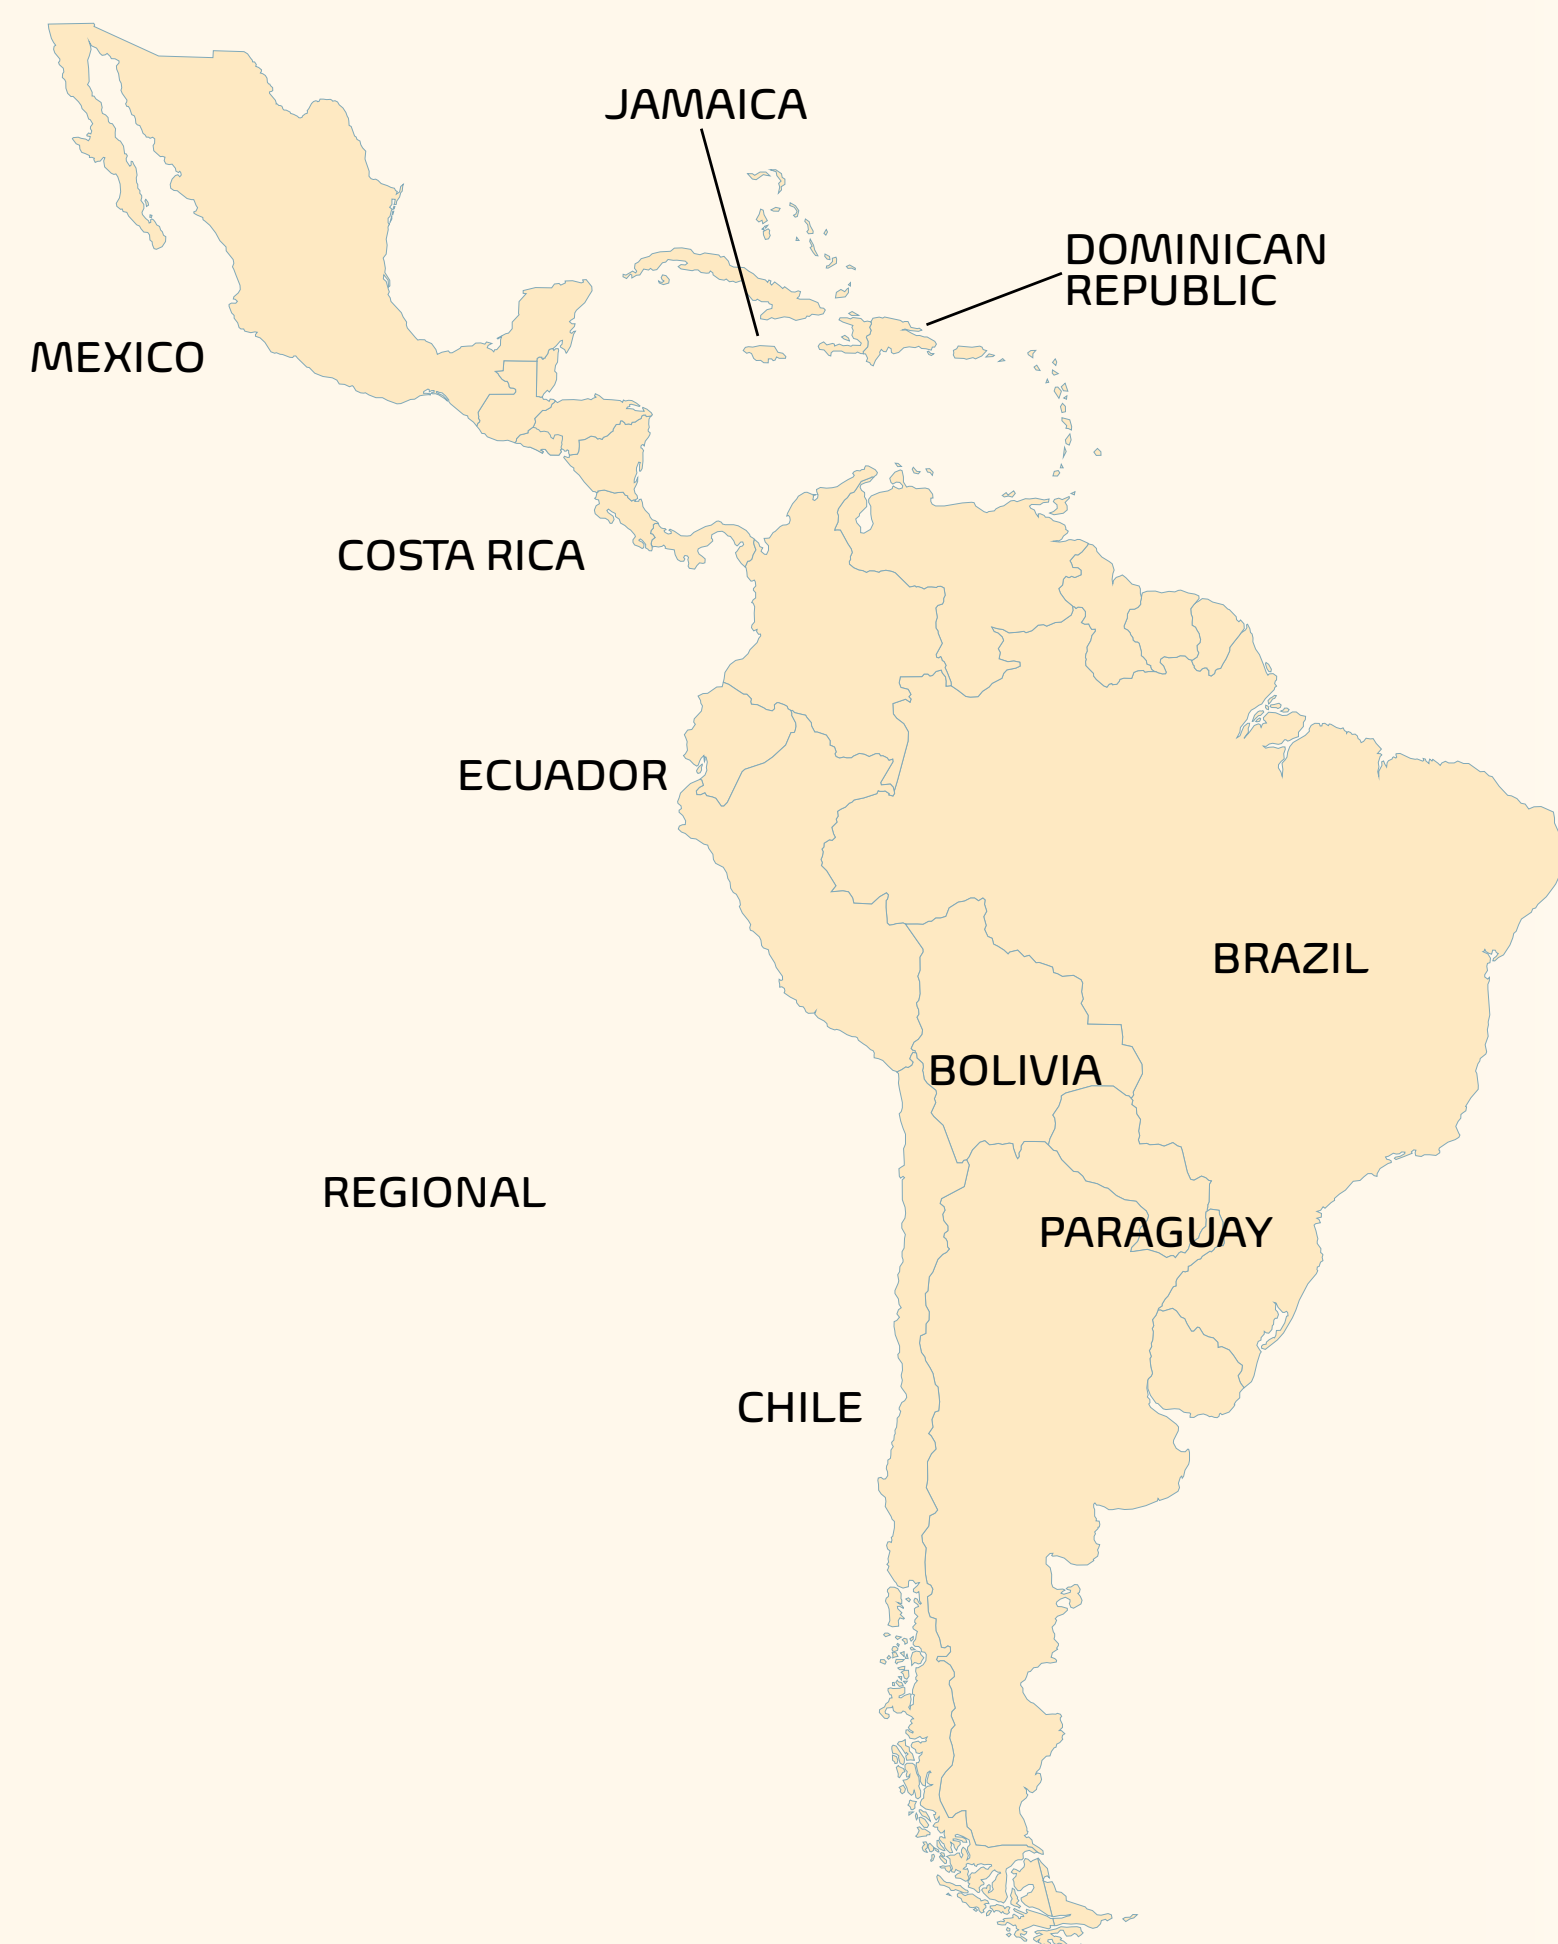 JAMAICA
DOMINICAN
REPUBLIC
MEXICO
COSTA RICA
ECUADOR
BRAZIL
BOLIVIA
REGIONAL
PARAGUAY
CHILE